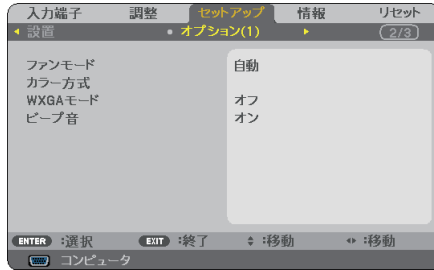 入力端子 調整 セットアップ 情報 リセット
設置 オプション(1) 2/3
ファンモード 自動
カラー方式
WXGAモード オフ
ビープ音 オン
ENTER :選択 EXIT :終了 :移動 :移動
コンピュータ